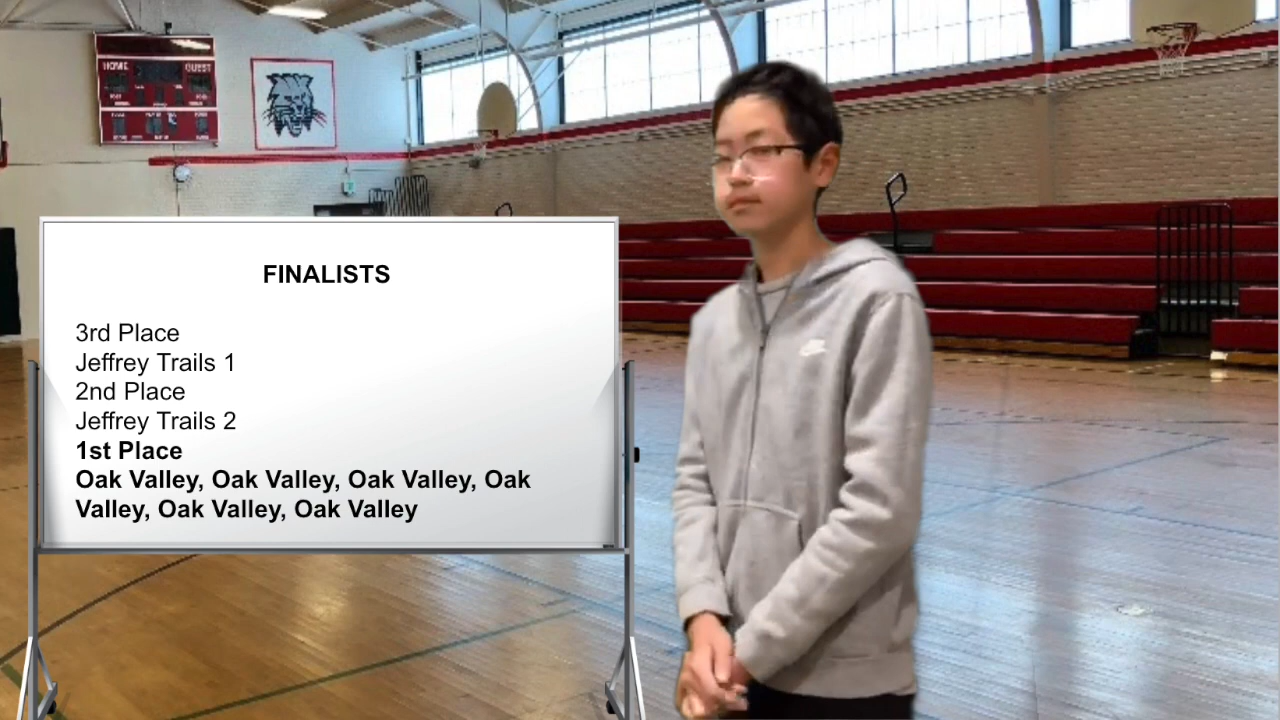 HOME GUEST
FINALISTS
3rd Place
Jeffrey Trails 1
2nd Place
Jeffrey Trails 2
1st Place
Oak Valley, Oak Valley, Oak Valley, Oak
Valley, Oak Valley, Oak Valley